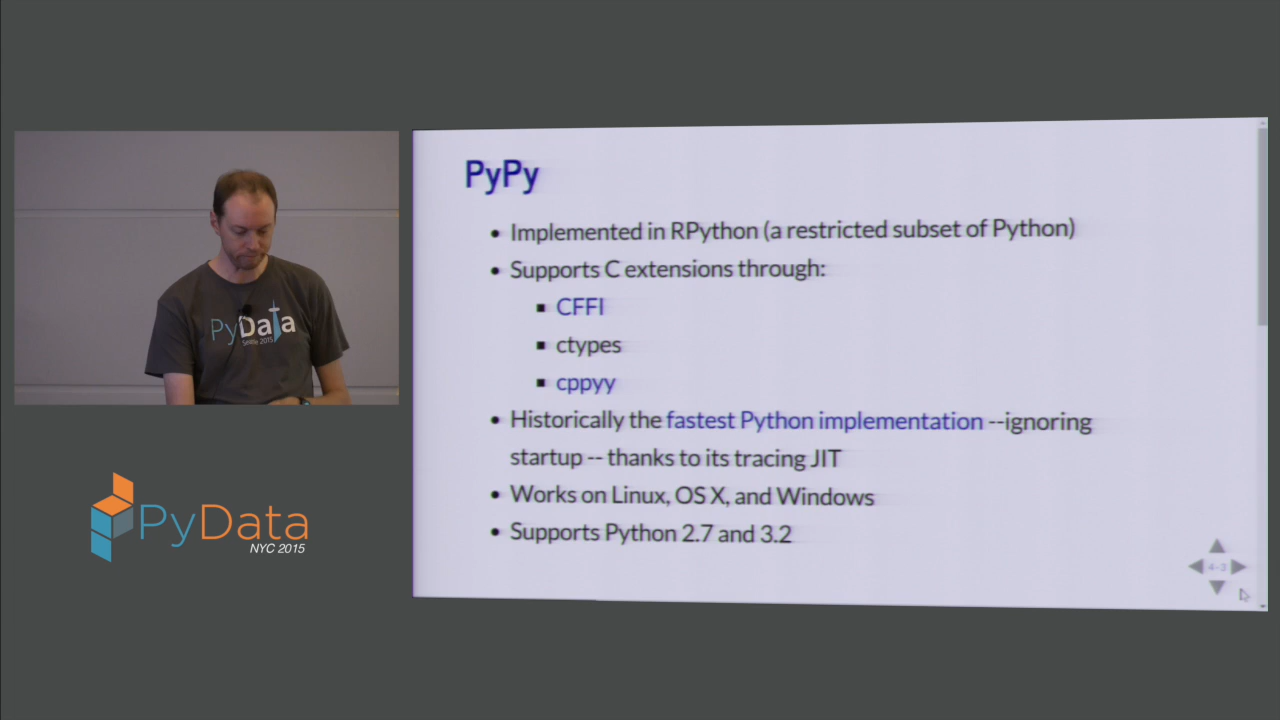 PyData
Seattle 2015
PyData
NYC 2015
PyPy
• Implemented in RPython (a restricted subset of Python)
• Supports C extensions through:
▪ CFFI
▪ ctypes
▪ cppyy
• Historically the fastest Python implementation --ignoring
startup -- thanks to its tracing JIT
• Works on Linux, OS X, and Windows
• Supports Python 2.7 and 3.2
4-3